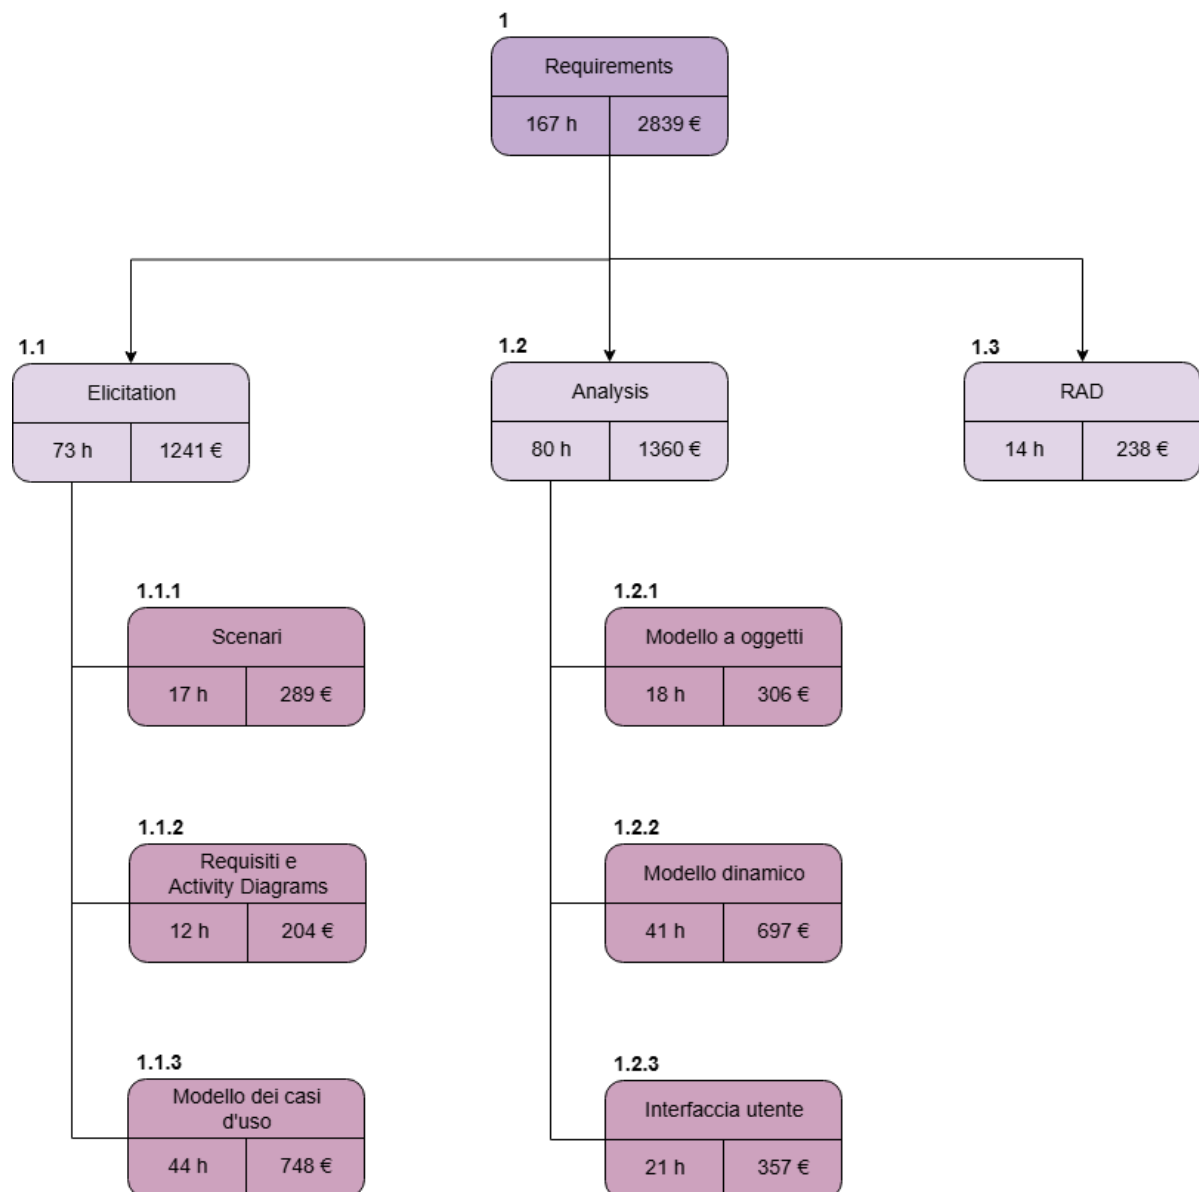 1
Requirements
167 h 2839 €
1.1
Elicitation
73 h 1241 €
1.2
Analysis
80 h 1360 €
1.3
RAD
14 h 238 €
1.1.1
Scenari
17 h 289 €
1.1.2
Requisiti e
Activity Diagrams
12 h 204 €
1.1.3
Modello dei casi
d'uso
44 h 748 €
1.2.1
Modello a oggetti
18 h 306 €
1.2.2
Modello dinamico
41 h 697 €
1.2.3
Interfaccia utente
21 h 357 €